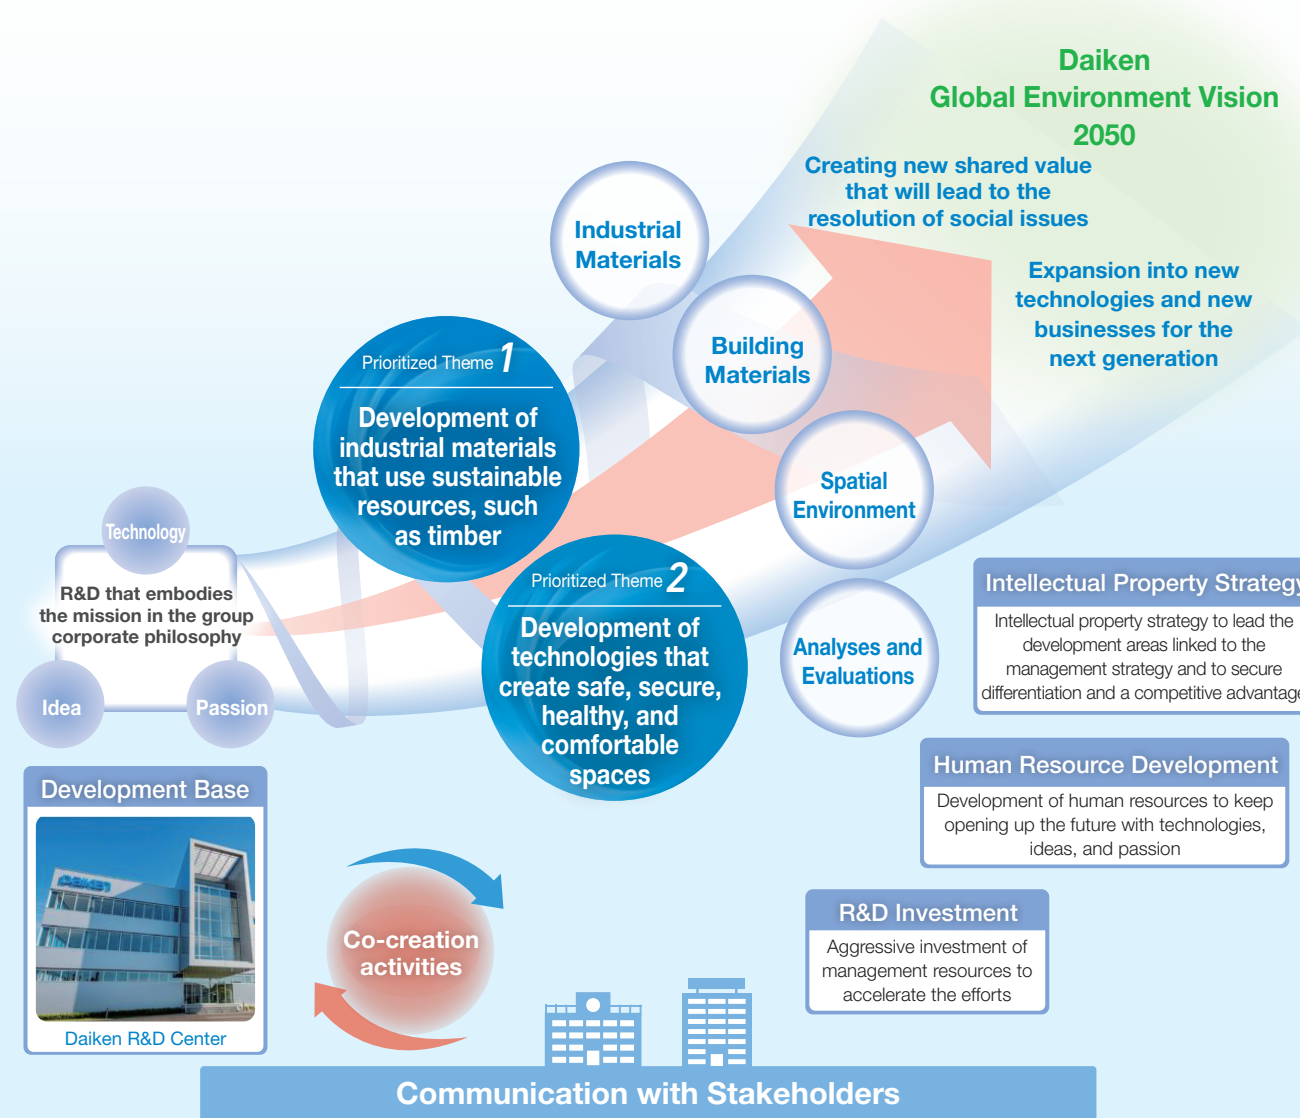 Daiken
Global Environment Vision
2050
Creating new shared value
that will lead to the
resolution of social issues
Expansion into new
technologies and new
businesses for the
next generation
Industrial
Materials
Building
Materials
Spatial
Environment
Analyses and
Evaluations
Prioritized Theme 1
Development of
industrial materials
that use sustainable
resources, such
as timber
Prioritized Theme 2
Development of
technologies that
create safe, secure,
healthy, and
comfortable
spaces
Technology
R&D that embodies
the mission in the group
corporate philosophy
Idea
Passion
Intellectual Property Strategy
Intellectual property strategy to lead the
development areas linked to the
management strategy and to secure
differentiation and a competitive advantage
Human Resource Development
Development of human resources to keep
opening up the future with technologies,
ideas, and passion
R&D Investment
Aggressive investment of
management resources to
accelerate the efforts
Development Base
DAIKEN
Daiken R&D Center
Co-creation
activities
Communication with Stakeholders